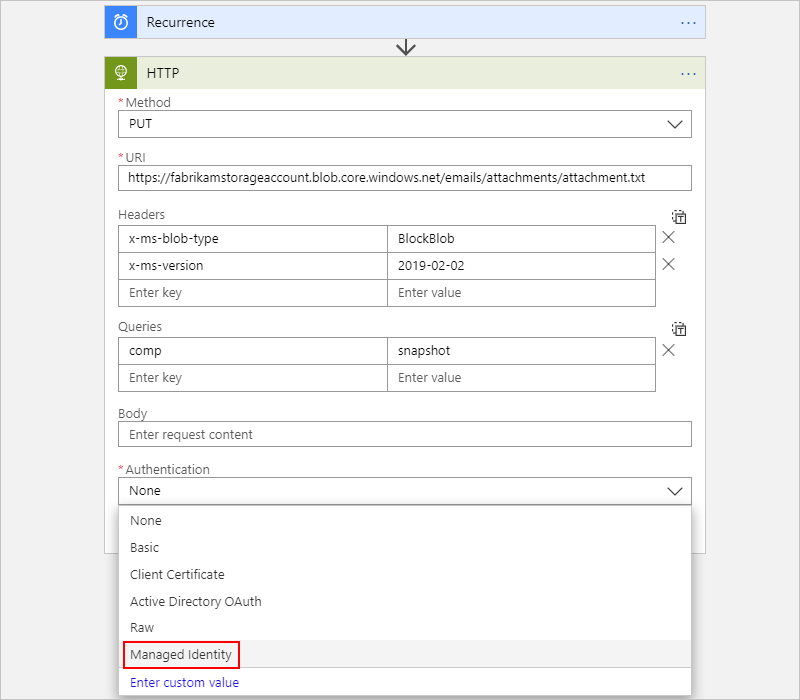 Recurrence
...
HTTP
...
* Method
PUT
* URI
https://fabrikamstorageaccount.blob.core.windows.net/emails/attachments/attachment.txt
Headers
x-ms-blob-type BlockBlob
x-ms-version 2019-02-02
Enter key Enter value
Queries
comp snapshot
Enter key Enter value
Body
Enter request content
* Authentication
None
None
Basic
Client Certificate
Active Directory OAuth
Raw
Managed Identity
Enter custom value